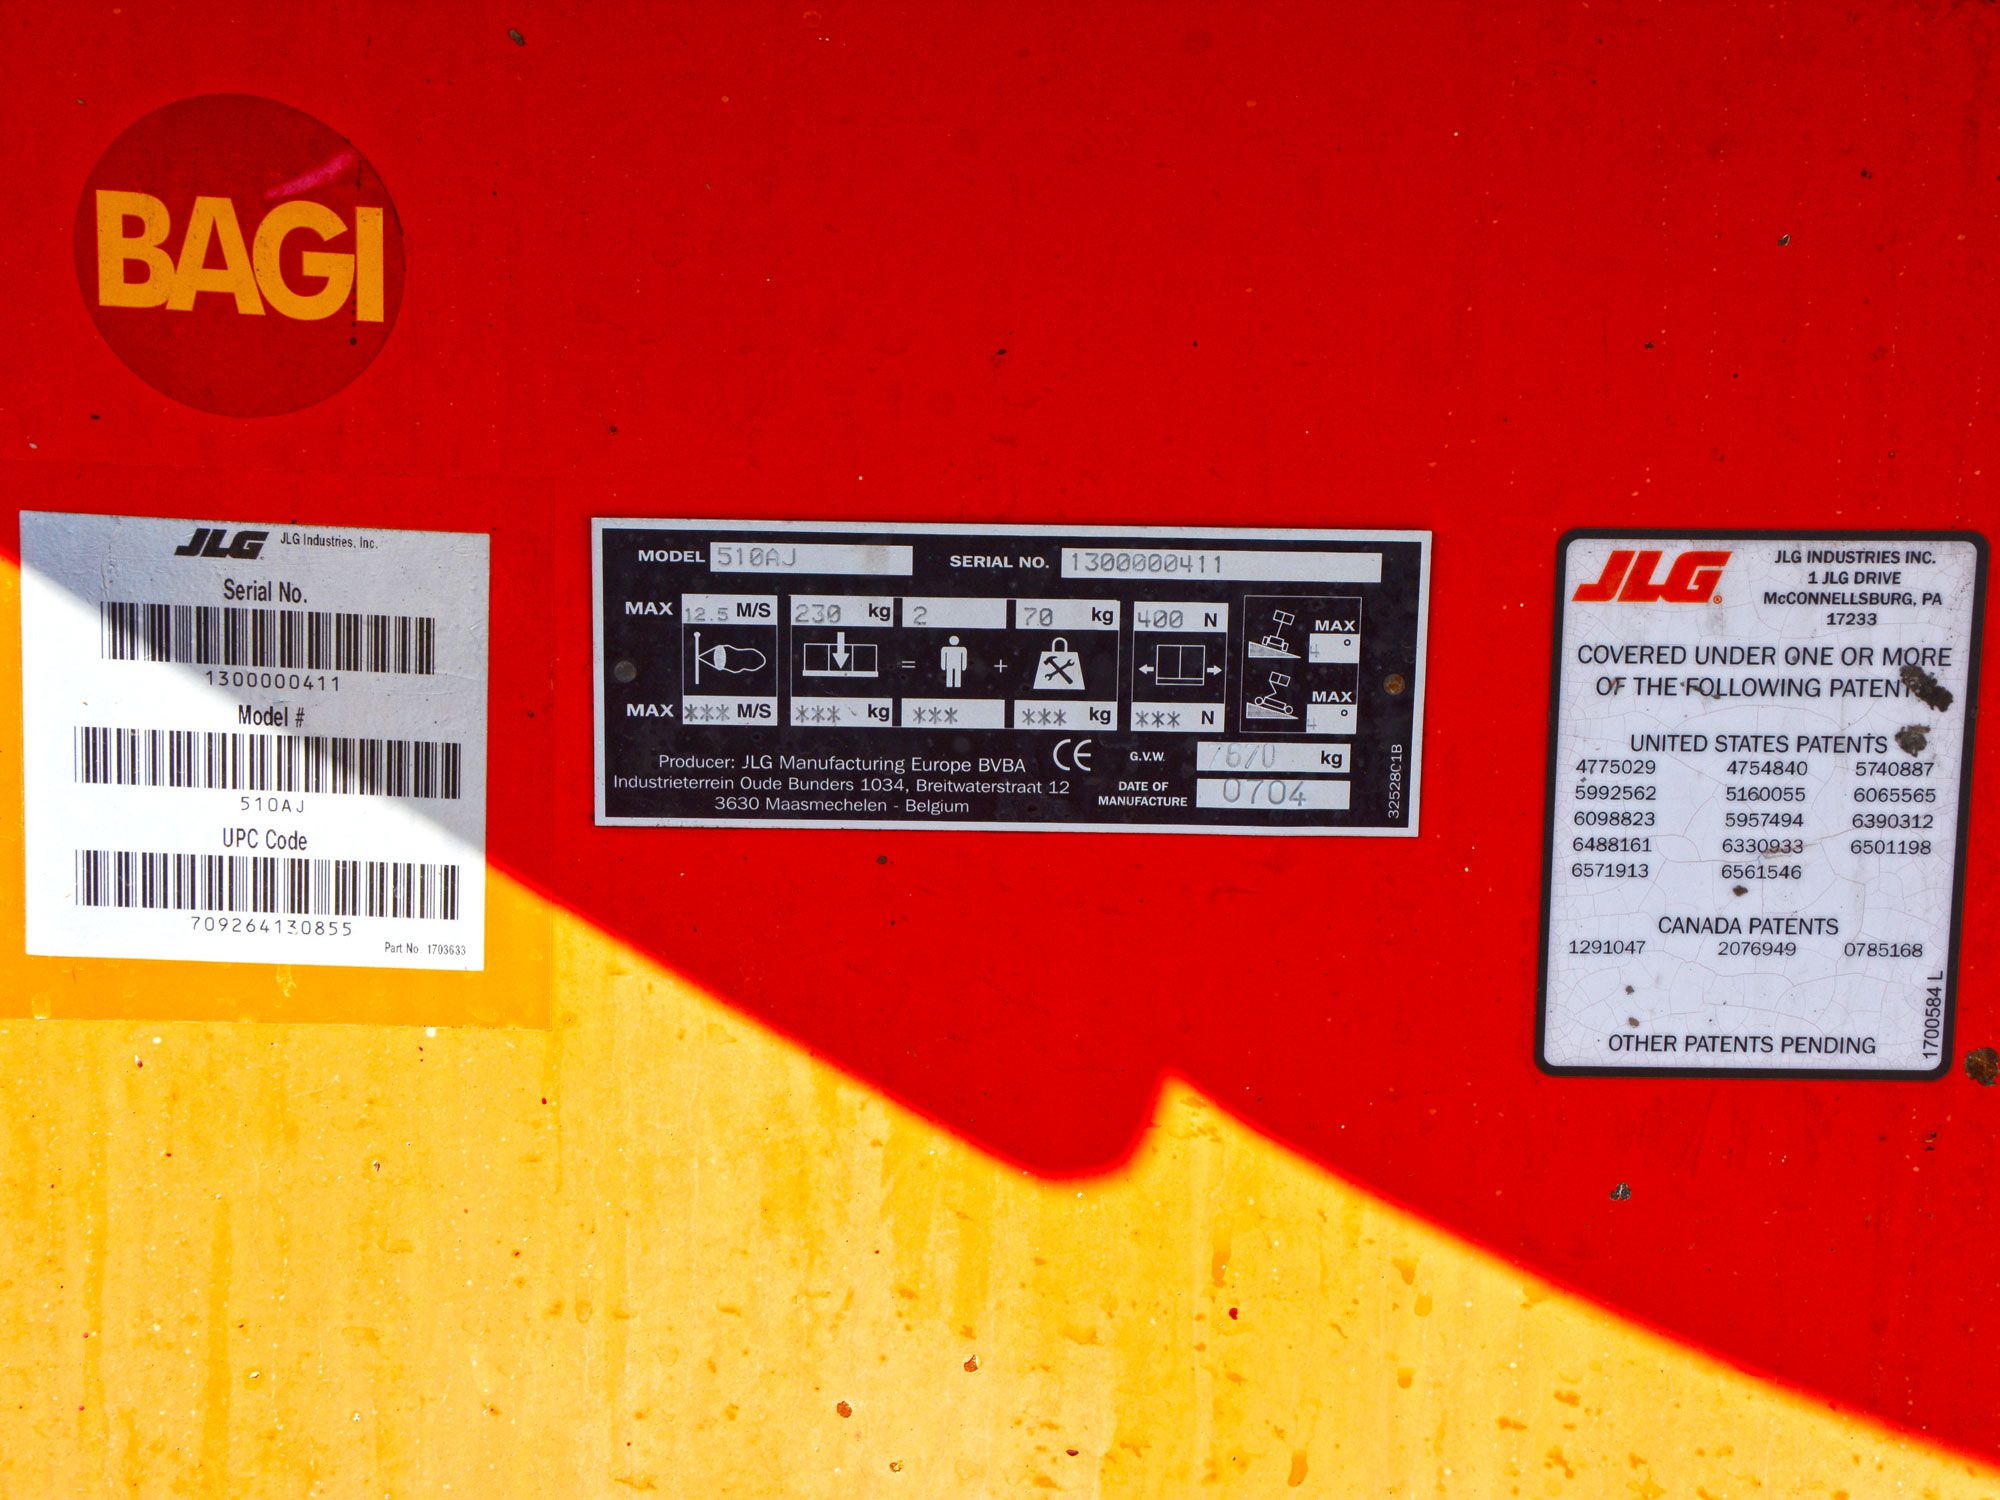 BAGI
JLG JLG Industries, Inc.
Serial No.
1300000411
Model #
510AJ
UPC Code
709264130855
Part No. 1703633
MODEL 510AJ SERIAL NO. 1300000411
MAX 12.5 M/S 230 kg 2 70 kg 400 N
= +
MAX 4 °
MAX 4 °
MAX *** M/S *** kg *** *** kg *** N
Producer: JLG Manufacturing Europe BVBA CE
Industrieterrein Oude Bunders 1034, Breitwaterstraat 12
3630 Maasmechelen - Belgium
G.V.W. 7670 kg
DATE OF MANUFACTURE 0704
JLG
JLG INDUSTRIES INC.
1 JLG DRIVE
McCONNELLSBURG, PA
17233
COVERED UNDER ONE OR MORE
OF THE FOLLOWING
UNITED STATES PATENTS
4775029 4754840 5740887
5992562 5160055 6065565
6098823 5957494 6390312
6488161 6330933 6501198
6571913 6561546
CANADA PATENTS
1291047 2076949 0785168
OTHER PATENTS PENDING
1700584 L